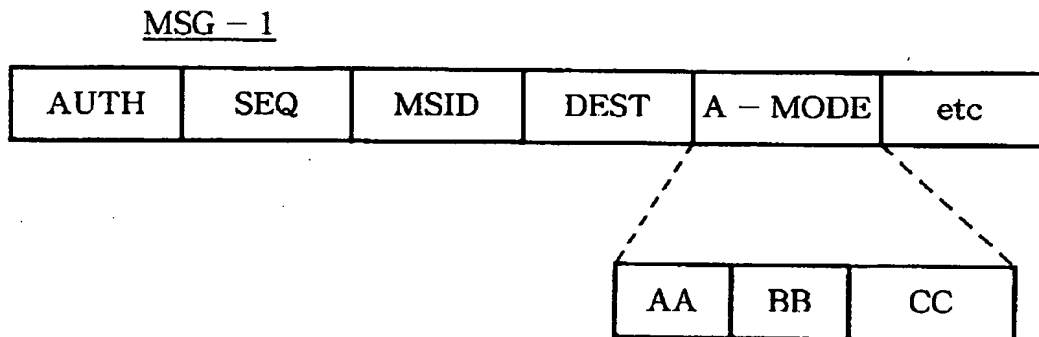 MSG – 1
AUTH SEQ MSID DEST A – MODE etc
AA BB CC